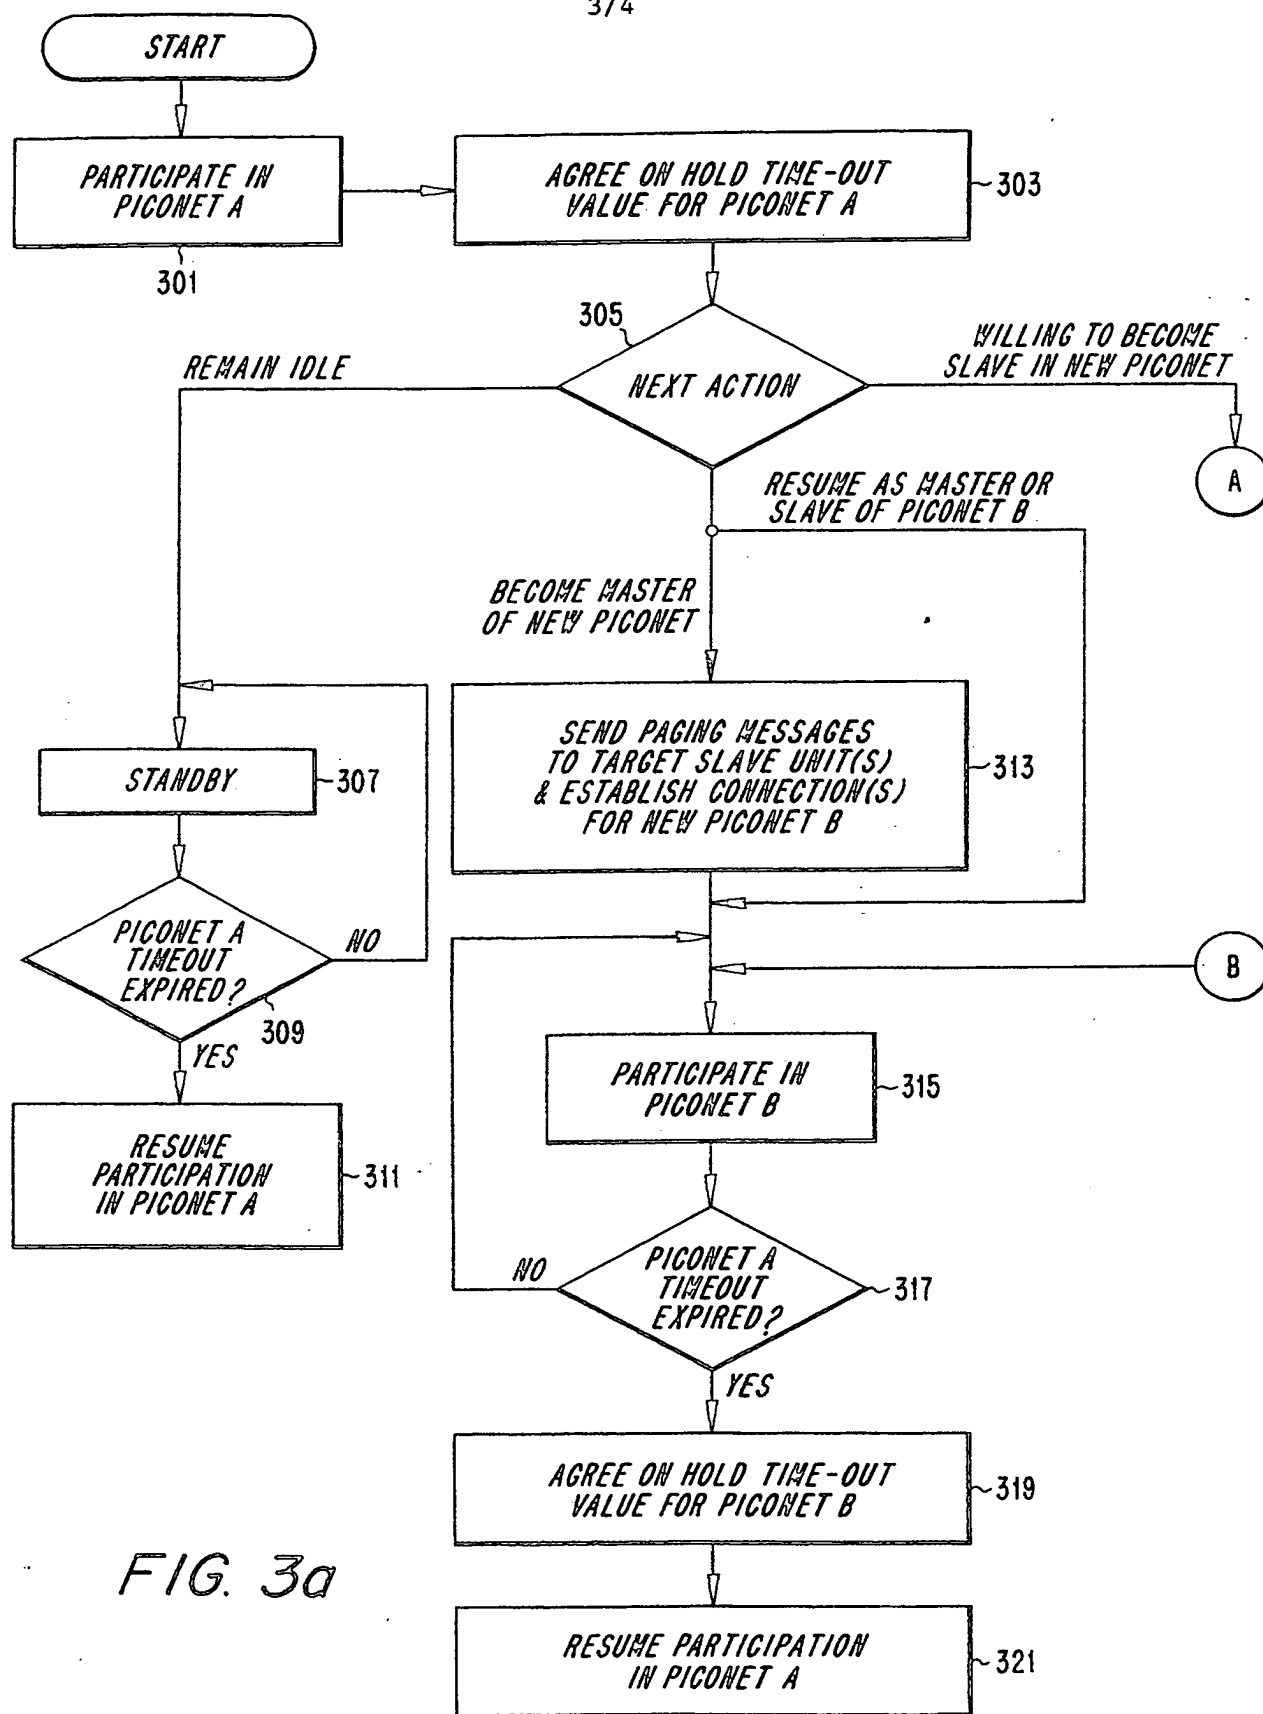 3/4
START
PARTICIPATE IN
PICONET A
301
AGREE ON HOLD TIME-OUT
VALUE FOR PICONET A
303
305
NEXT ACTION
REMAIN IDLE
WILLING TO BECOME
SLAVE IN NEW PICONET
A
RESUME AS MASTER OR
SLAVE OF PICONET B
BECOME MASTER
OF NEW PICONET
STANDBY
307
PICONET A
TIMEOUT
EXPIRED?
NO
309
YES
RESUME
PARTICIPATION
IN PICONET A
311
SEND PAGING MESSAGES
TO TARGET SLAVE UNIT(S)
& ESTABLISH CONNECTION(S)
FOR NEW PICONET B
313
B
PARTICIPATE IN
PICONET B
315
PICONET A
TIMEOUT
EXPIRED?
NO
317
YES
AGREE ON HOLD TIME-OUT
VALUE FOR PICONET B
319
RESUME PARTICIPATION
IN PICONET A
321
FIG. 3a